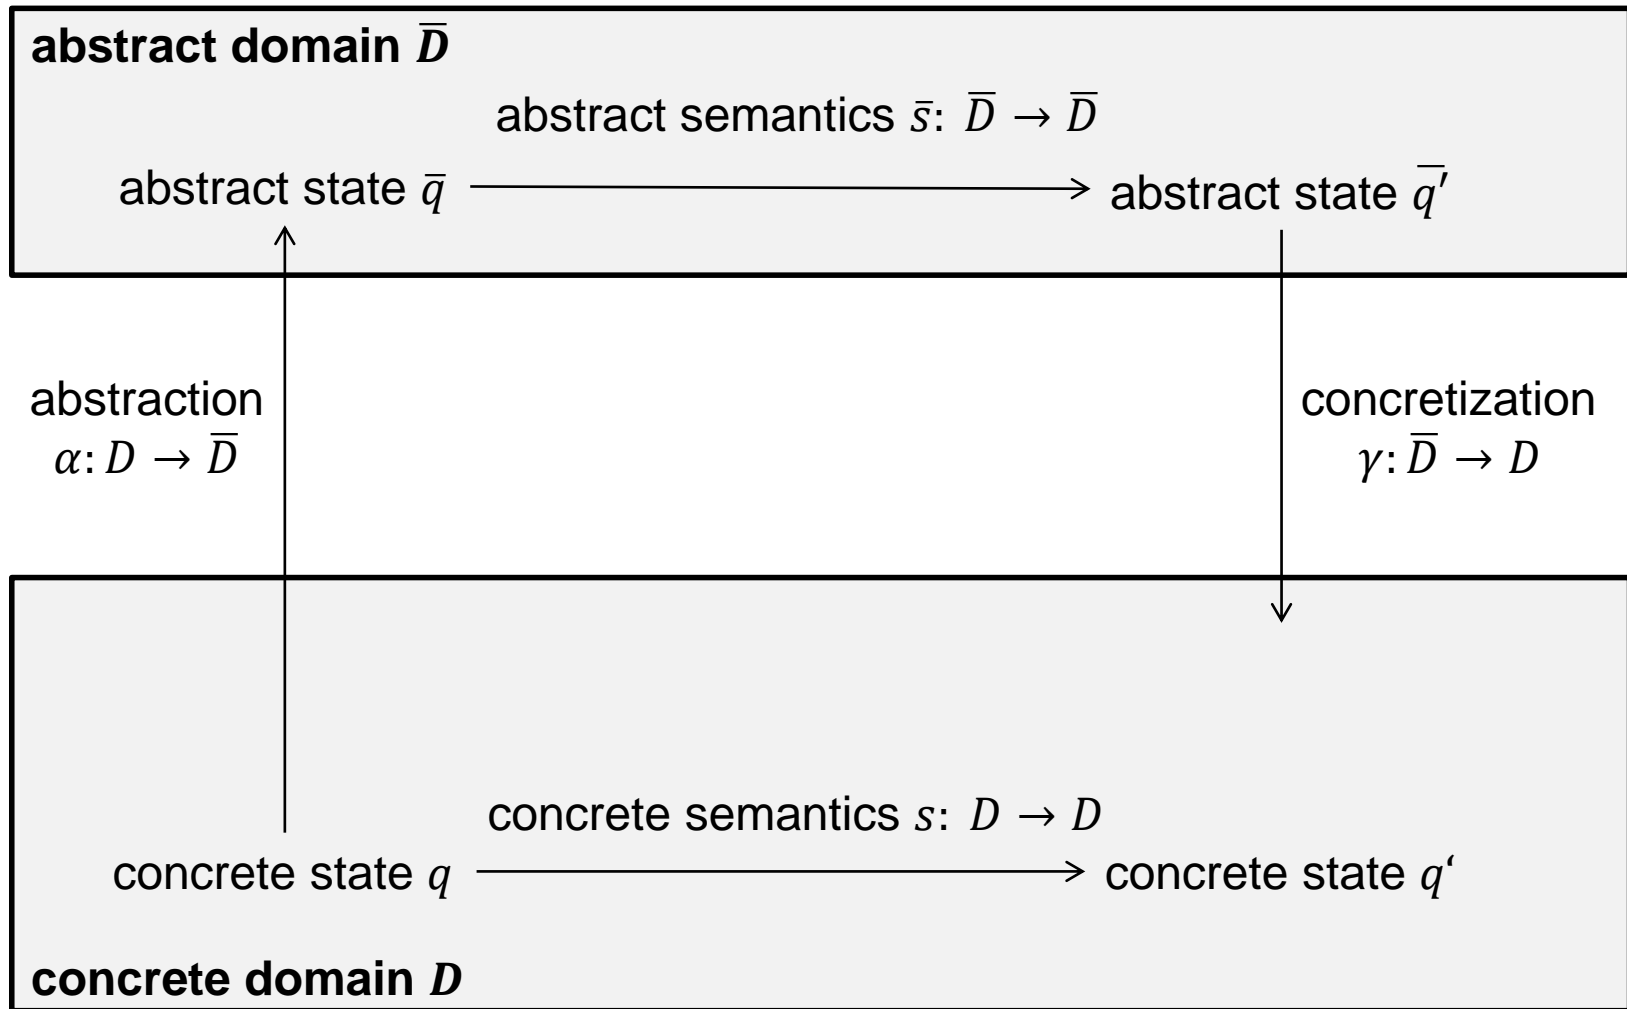 abstract domain D̅
abstract semantics s̅: D̅ → D̅
abstract state q̅
abstract state q̅′
abstraction
α: D → D̅
concretization
γ: D̅ → D
concrete semantics s: D → D
concrete state q
concrete state q‘
concrete domain D